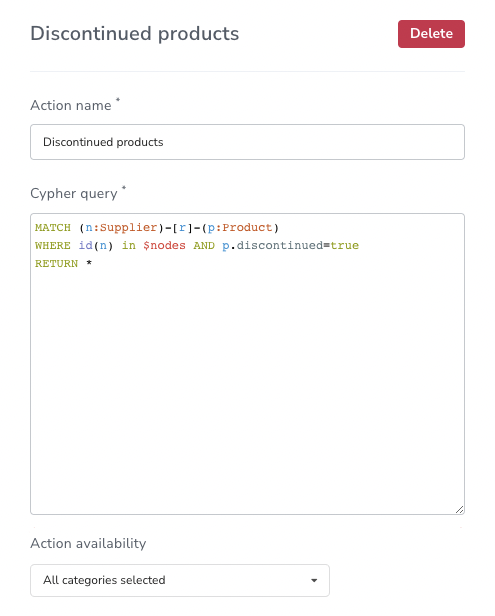 Discontinued products
Delete
Action name *
Discontinued products
Cypher query *
MATCH (n:Supplier)-[r]-(p:Product)
WHERE id(n) in $nodes AND p.discontinued=true
RETURN *
Action availability
All categories selected